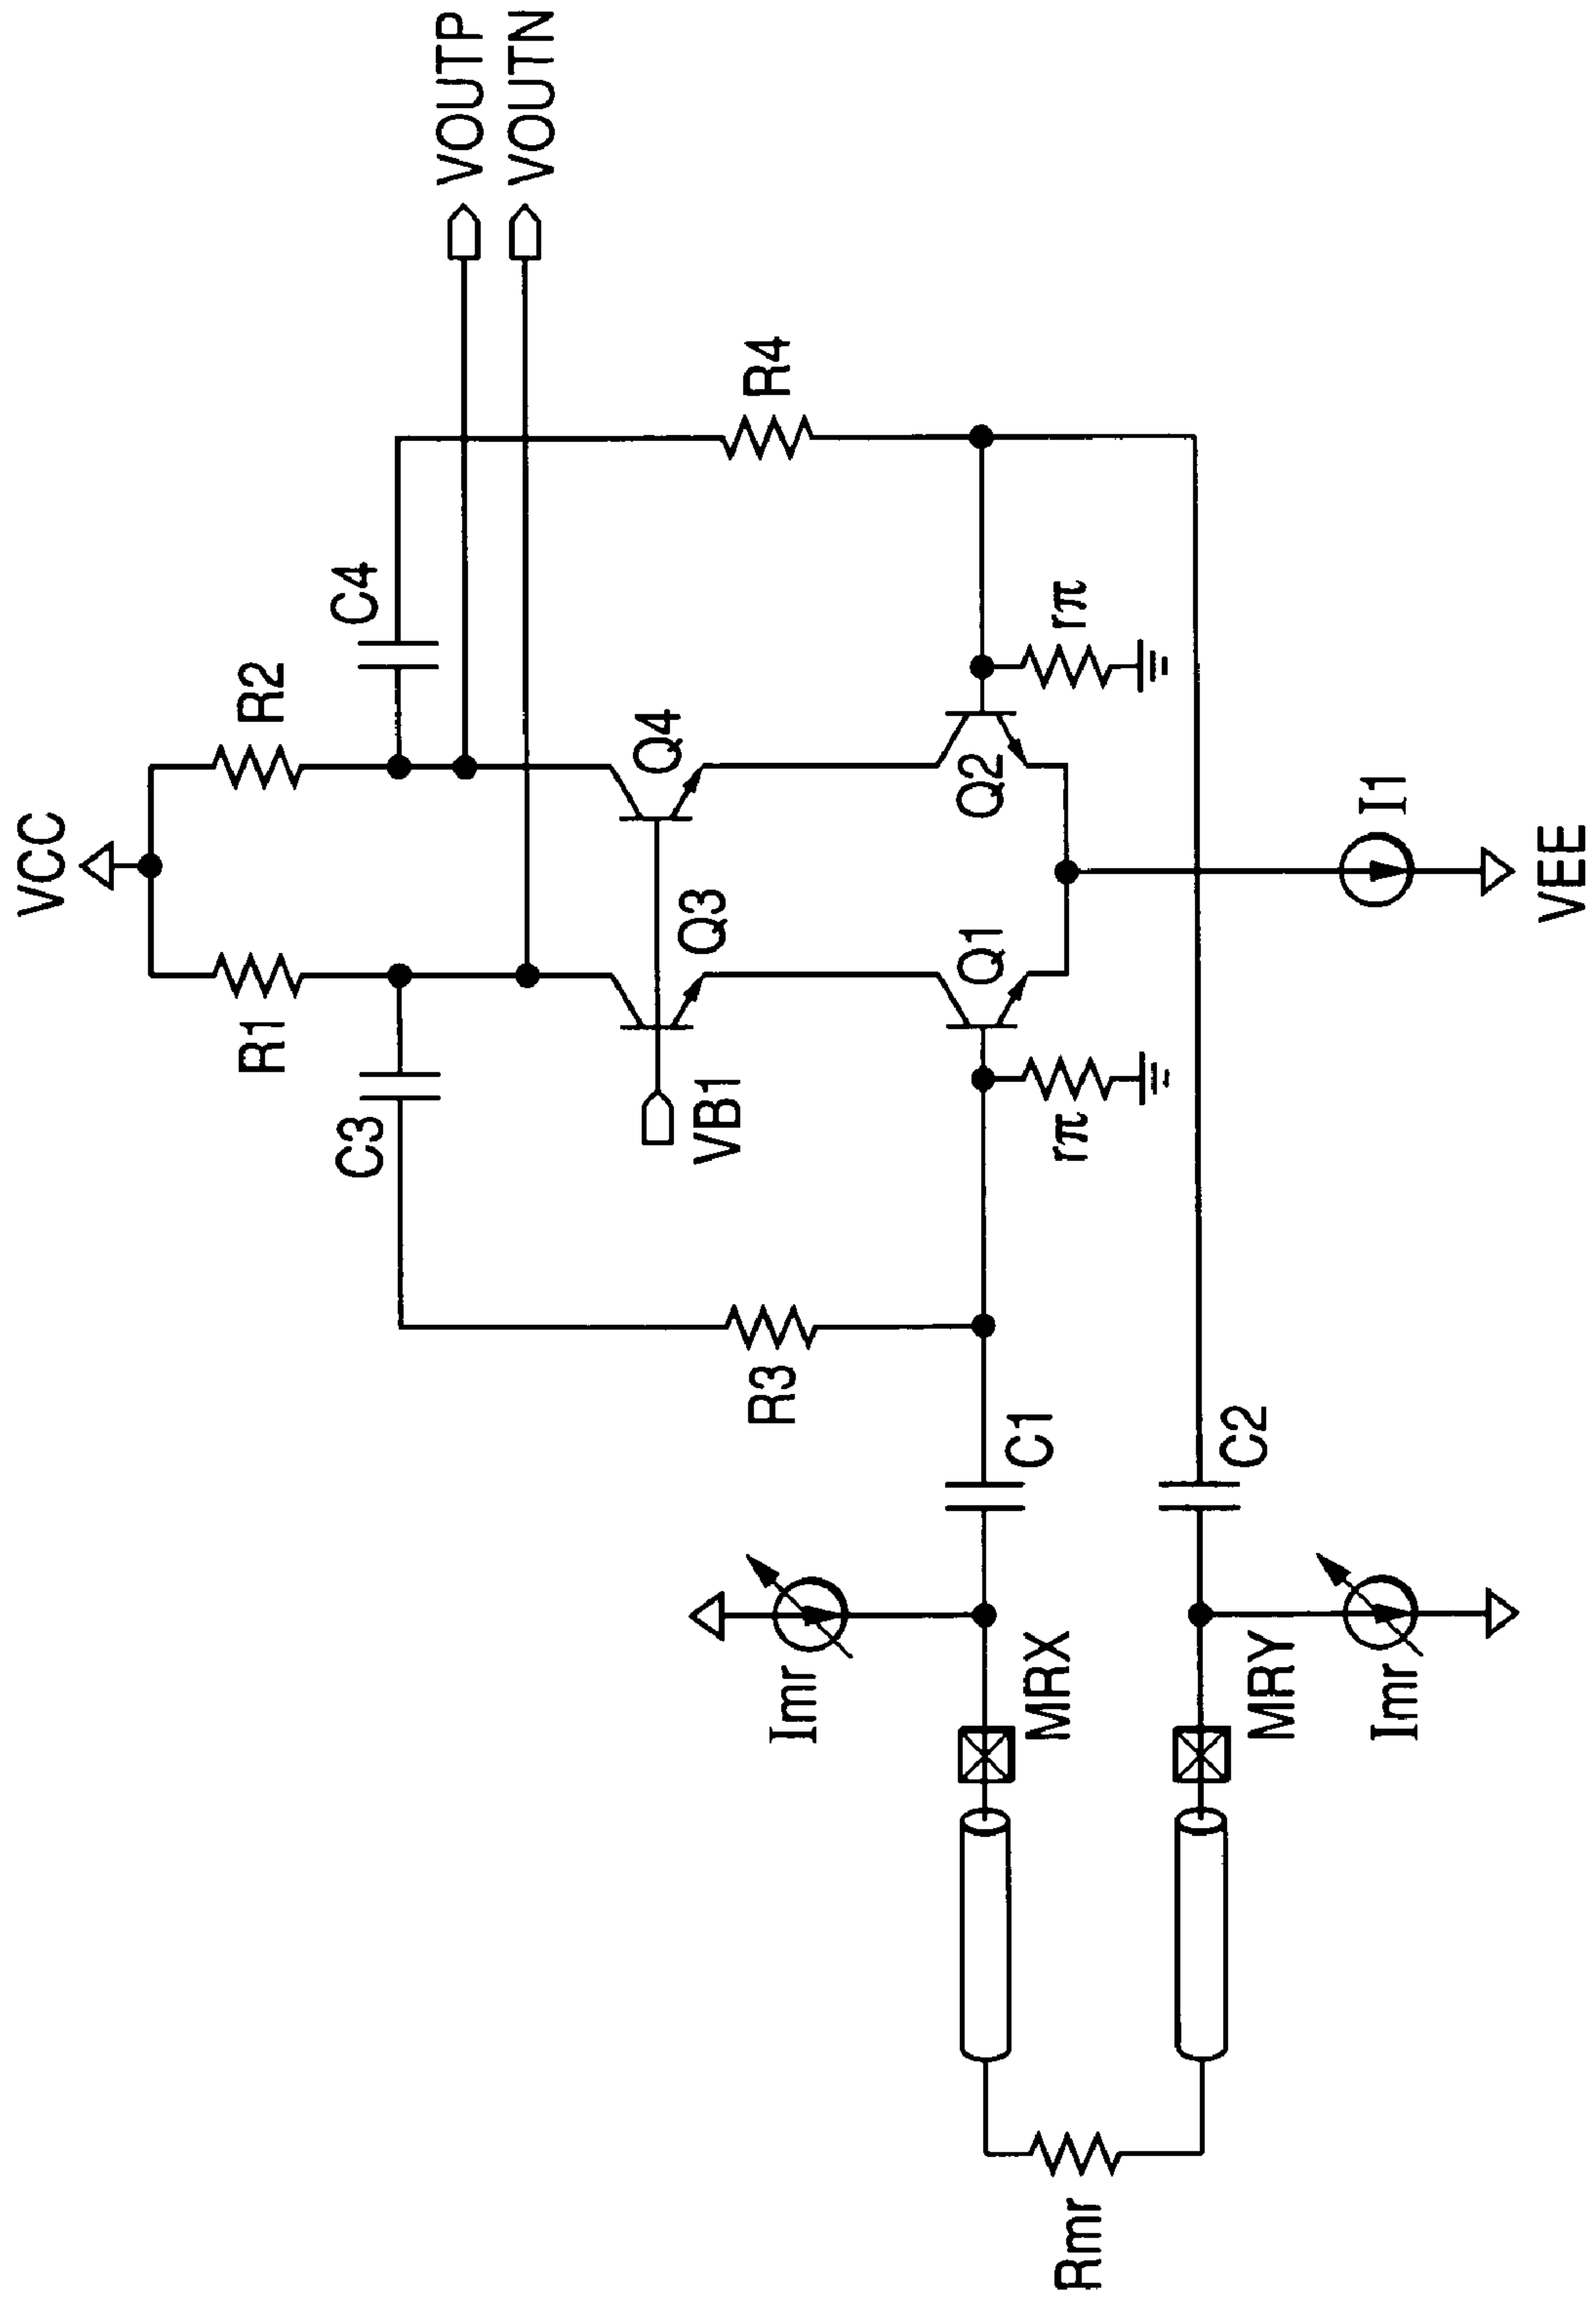 VCC
R1
R2
C3
C4
VOUTP
VOUTN
Q3
Q4
VB1
R3
R4
Q1
Q2
rπ
rπ
Imr
C1
MRX
Rmr
C2
MRY
Imr
I1
VEE